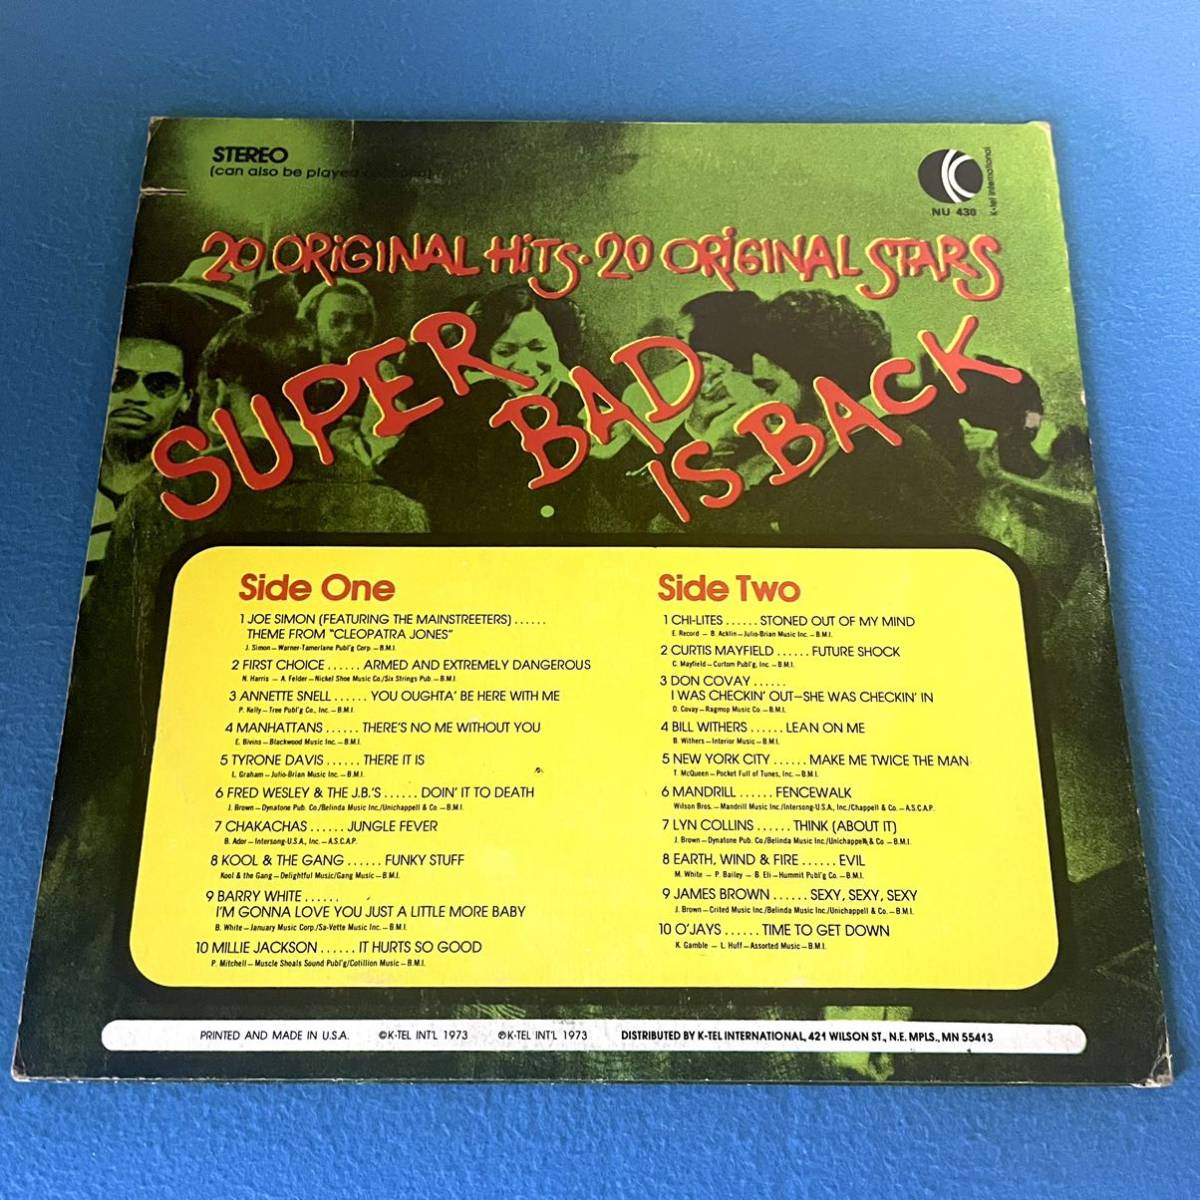 STEREO
(can also be played
K-tel International
NU 430
20 ORIGINAL HITS • 20 ORIGINAL STARS
SUPER BAD IS BACK
Side One
1 JOE SIMON (FEATURING THE MAINSTREETERS) ......
THEME FROM "CLEOPATRA JONES"
J. Simon – Warner-Tamerlane Publ'g Corp. – B.M.I.
2 FIRST CHOICE ...... ARMED AND EXTREMELY DANGEROUS
N. Harris – A. Felder – Nickel Shoe Music Co./Six Strings Pub. – B.M.I.
3 ANNETTE SNELL ...... YOU OUGHTA' BE HERE WITH ME
P. Kelly – Tree Publ'g Co., Inc. – B.M.I.
4 MANHATTANS ...... THERE'S NO ME WITHOUT YOU
E. Bivins – Blackwood Music Inc. – B.M.I.
5 TYRONE DAVIS ...... THERE IT IS
L. Graham – Julio-Brian Music Inc. – B.M.I.
6 FRED WESLEY & THE J.B.'S ...... DOIN' IT TO DEATH
J. Brown – Dynatone Pub. Co/Belinda Music Inc./Unichappell & Co. – B.M.I.
7 CHAKACHAS ...... JUNGLE FEVER
B. Ador – Intersong-U.S.A., Inc. – A.S.C.A.P.
8 KOOL & THE GANG ...... FUNKY STUFF
Kool & the Gang – Delightful Music/Gang Music – B.M.I.
9 BARRY WHITE ......
I'M GONNA LOVE YOU JUST A LITTLE MORE BABY
B. White – January Music Corp./Sa-Vette Music Inc. – B.M.I.
10 MILLIE JACKSON ...... IT HURTS SO GOOD
P. Mitchell – Muscle Shoals Sound Publ'g/Cotillion Music – B.M.I.
Side Two
1 CHI-LITES ...... STONED OUT OF MY MIND
E. Record – B. Acklin – Julio-Brian Music Inc. – B.M.I.
2 CURTIS MAYFIELD ...... FUTURE SHOCK
C. Mayfield – Curtom Publ'g, Inc. – B.M.I.
3 DON COVAY ......
I WAS CHECKIN' OUT–SHE WAS CHECKIN' IN
D. Covay – Ragmop Music Co. – B.M.I.
4 BILL WITHERS ...... LEAN ON ME
B. Withers – Interior Music – B.M.I.
5 NEW YORK CITY ...... MAKE ME TWICE THE MAN
T. McQueen – Pocket Full of Tunes, Inc. – B.M.I.
6 MANDRILL ...... FENCEWALK
Wilson Bros. – Mandrill Music Inc./Intersong-U.S.A., Inc./Chappell & Co. – A.S.C.A.P.
7 LYN COLLINS ...... THINK (ABOUT IT)
J. Brown – Dynatone Pub. Co/Belinda Music Inc./Unichappell & Co. – B.M.I.
8 EARTH, WIND & FIRE ...... EVIL
M. White – P. Bailey – B. Eli – Hummit Publ'g Co. – B.M.I.
9 JAMES BROWN ...... SEXY, SEXY, SEXY
J. Brown – Crited Music Inc./Belinda Music Inc./Unichappell & Co. – B.M.I.
10 O'JAYS ...... TIME TO GET DOWN
K. Gamble – L. Huff – Assorted Music – B.M.I.
PRINTED AND MADE IN U.S.A. ©K-TEL INT'L 1973 ℗K-TEL INT'L 1973 DISTRIBUTED BY K-TEL INTERNATIONAL, 421 WILSON ST., N.E. MPLS., MN 55413